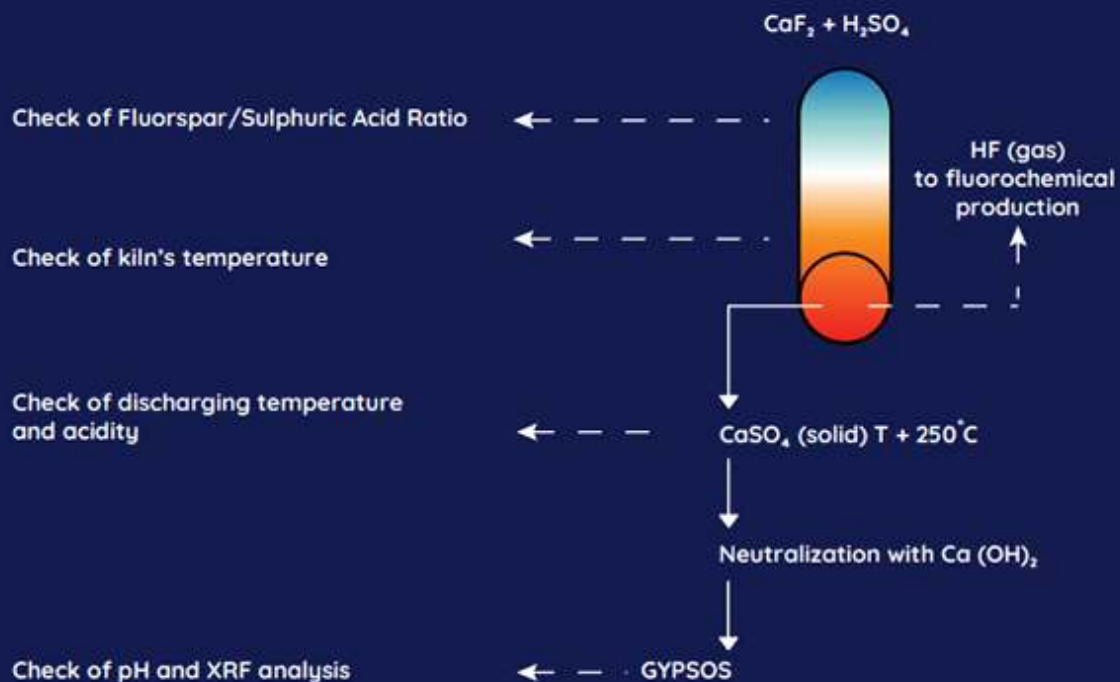 CaF₂ + H₂SO₄
Check of Fluorspar/Sulphuric Acid Ratio
HF (gas)
to fluorochemical
production
Check of kiln's temperature
Check of discharging temperature
and acidity
CaSO₄ (solid) T + 250°C
Neutralization with Ca (OH)₂
Check of pH and XRF analysis
GYPSOS